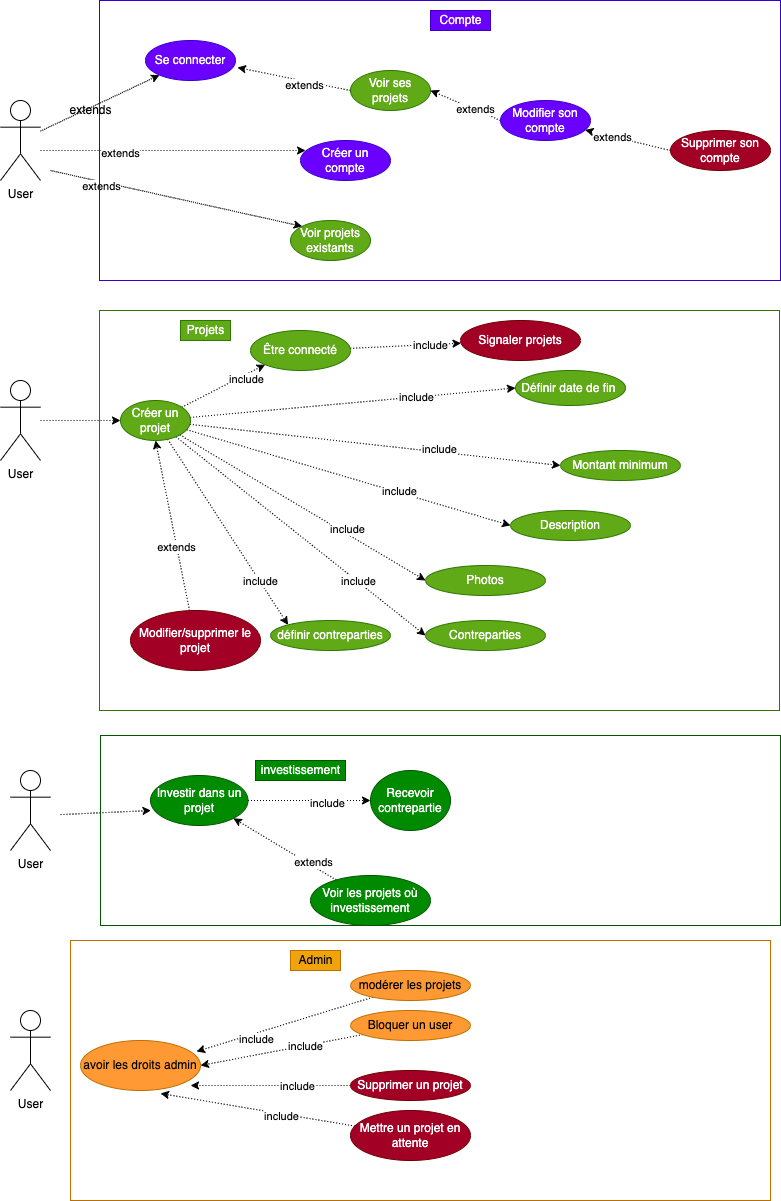 Compte
Se connecter
extends
Voir ses
projets
extends
Modifier son
compte
extends
Supprimer son
compte
extends
User
extends
Créer un
compte
extends
Voir projets
existants
Projets
Être connecté
include
Signaler projets
include
Définir date de fin
include
Créer un
projet
User
include
Montant minimum
include
Description
include
Photos
extends
include
include
Modifier/supprimer le
projet
définir contreparties
Contreparties
investissement
Investir dans un
projet
include
Recevoir
contrepartie
User
extends
Voir les projets où
investissement
Admin
modérer les projets
include
Bloquer un user
include
avoir les droits admin
include
Supprimer un projet
User
include
Mettre un projet en
attente